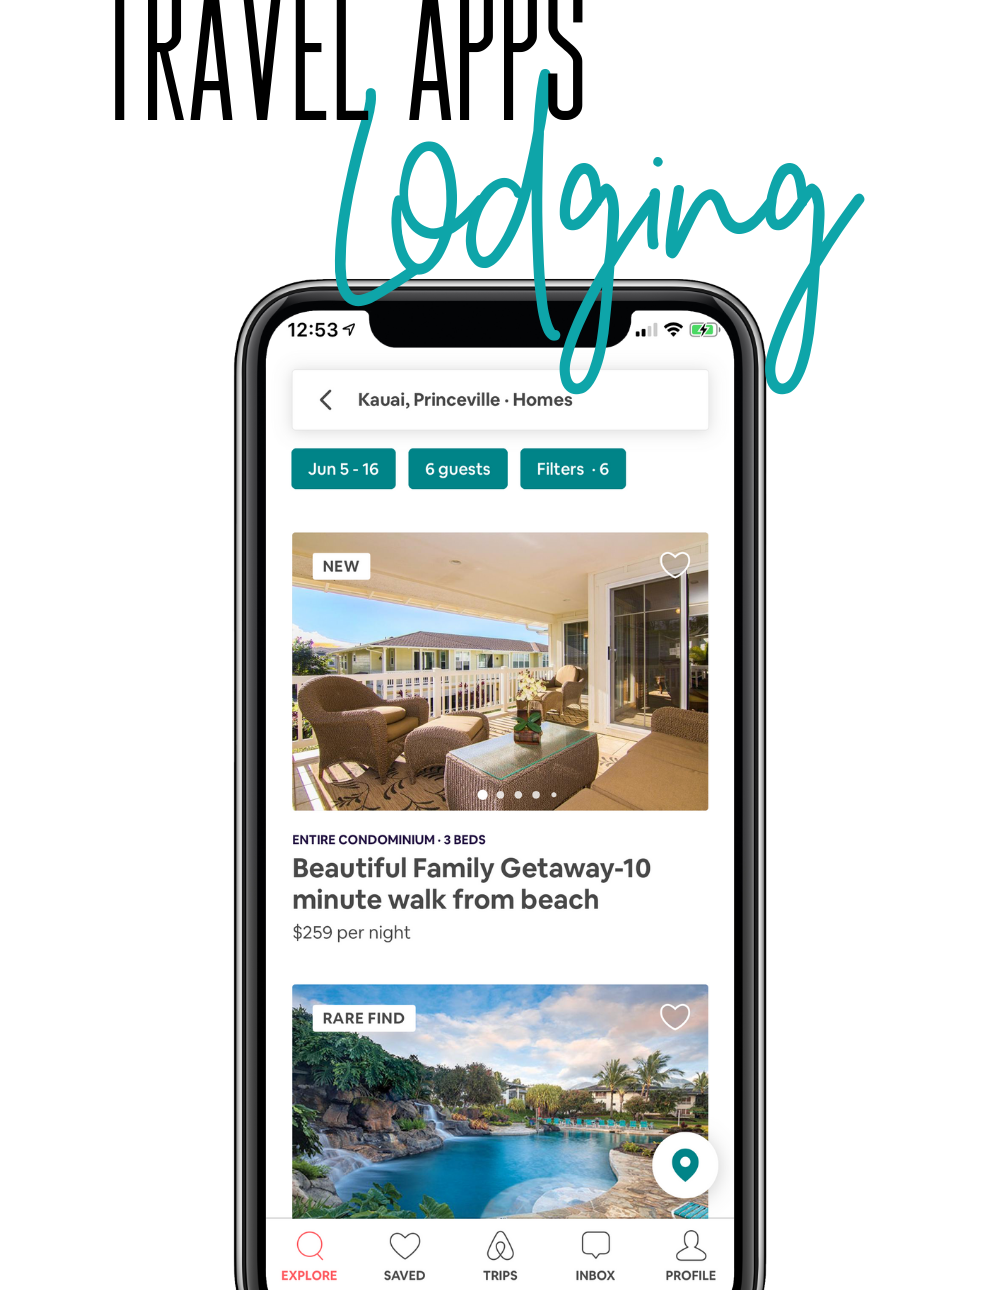 TRAVEL APPS
Lodging
12:53
Kauai, Princeville · Homes
Jun 5 - 16 6 guests Filters · 6
NEW
ENTIRE CONDOMINIUM · 3 BEDS
Beautiful Family Getaway-10
minute walk from beach
$259 per night
RARE FIND
EXPLORE SAVED TRIPS INBOX PROFILE